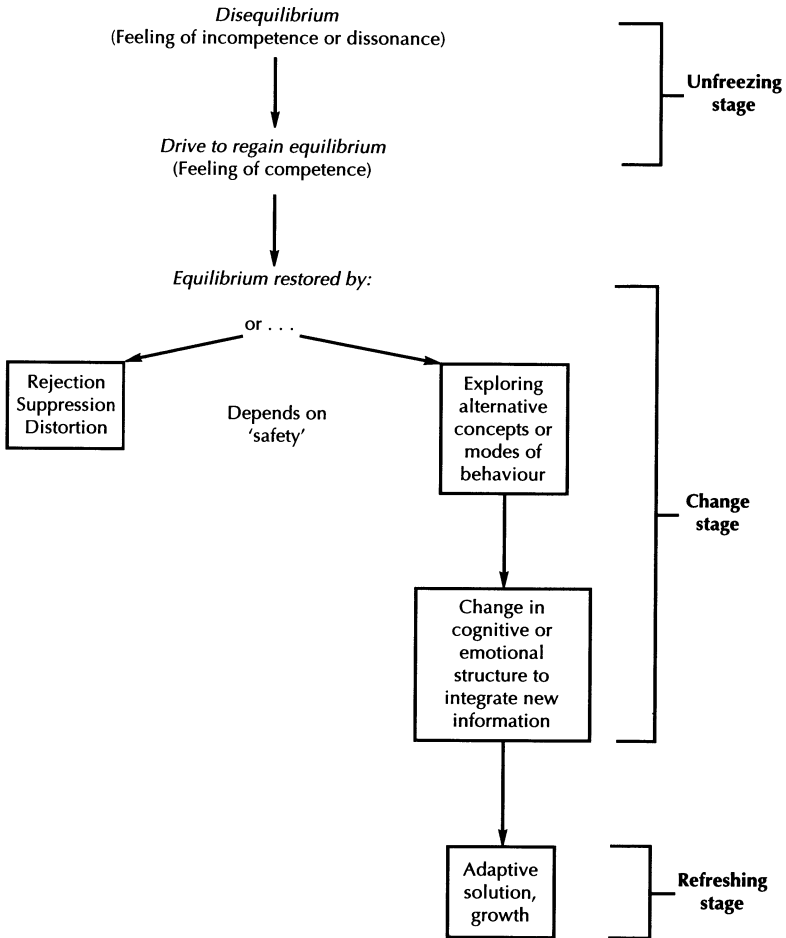 Disequilibrium
(Feeling of incompetence or dissonance)
Unfreezing
stage
Drive to regain equilibrium
(Feeling of competence)
Equilibrium restored by:
or . . .
Rejection
Suppression
Distortion
Depends on
‘safety’
Exploring
alternative
concepts or
modes of
behaviour
Change
stage
Change in
cognitive or
emotional
structure to
integrate new
information
Adaptive
solution,
growth
Refreshing
stage